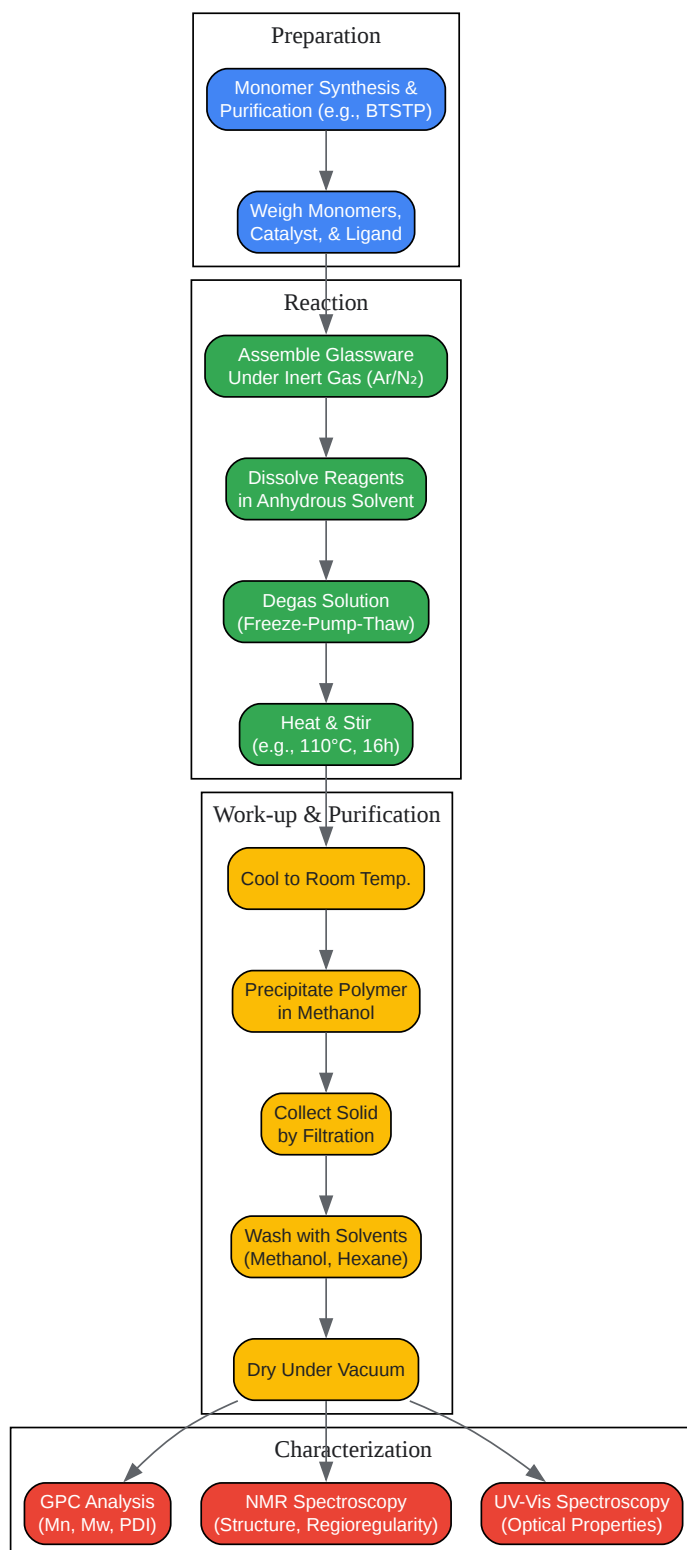 Preparation
Monomer Synthesis &
Purification (e.g., BTSTP)
Weigh Monomers,
Catalyst, & Ligand
Reaction
Assemble Glassware
Under Inert Gas (Ar/N₂)
Dissolve Reagents
in Anhydrous Solvent
Degas Solution
(Freeze-Pump-Thaw)
Heat & Stir
(e.g., 110°C, 16h)
Work-up & Purification
Cool to Room Temp.
Precipitate Polymer
in Methanol
Collect Solid
by Filtration
Wash with Solvents
(Methanol, Hexane)
Dry Under Vacuum
Characterization
GPC Analysis
(Mn, Mw, PDI)
NMR Spectroscopy
(Structure, Regioregularity)
UV-Vis Spectroscopy
(Optical Properties)